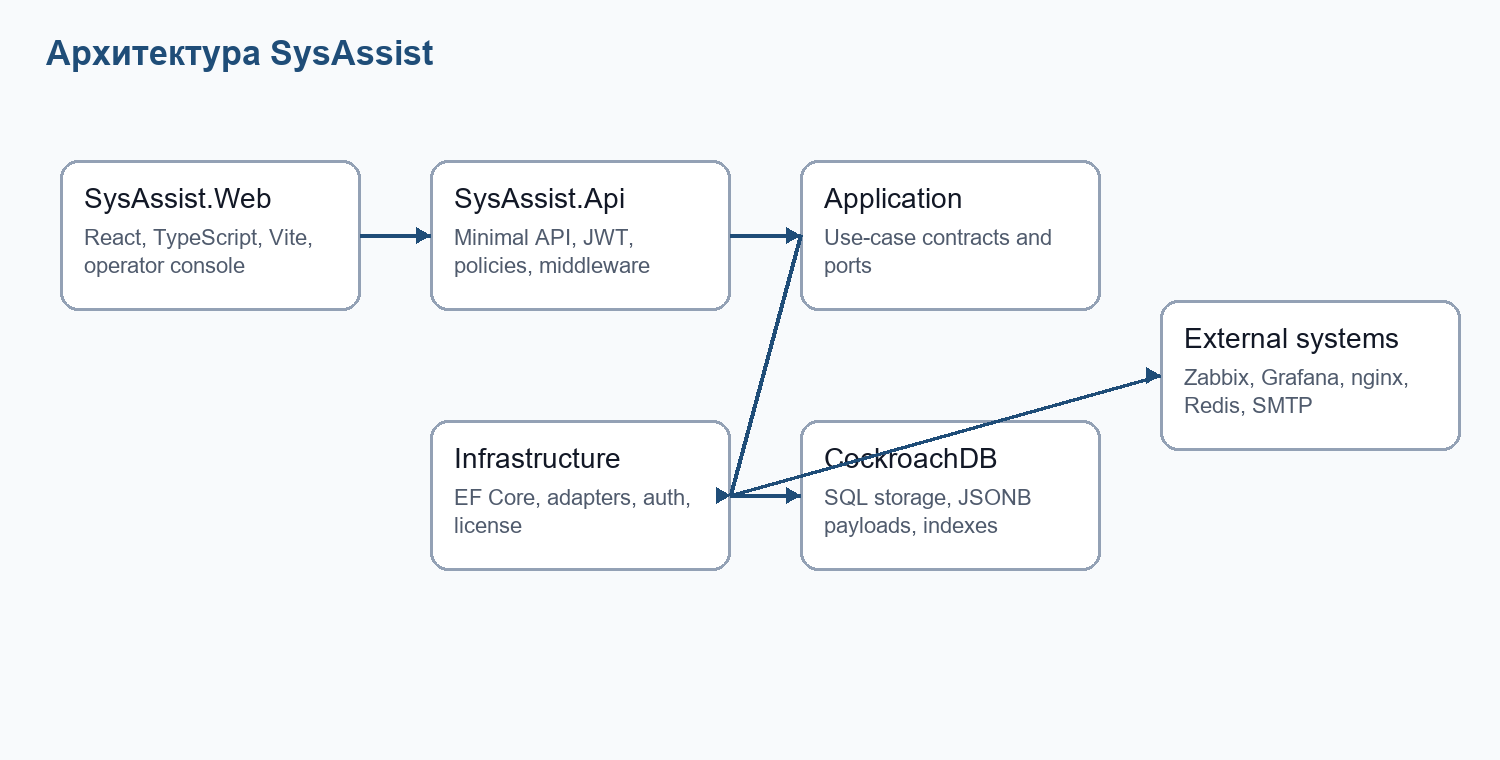 Архитектура SysAssist
SysAssist.Web
React, TypeScript, Vite,
operator console
SysAssist.Api
Minimal API, JWT,
policies, middleware
Application
Use-case contracts and
ports
External systems
Zabbix, Grafana, nginx,
Redis, SMTP
Infrastructure
EF Core, adapters, auth,
license
CockroachDB
SQL storage, JSONB
payloads, indexes